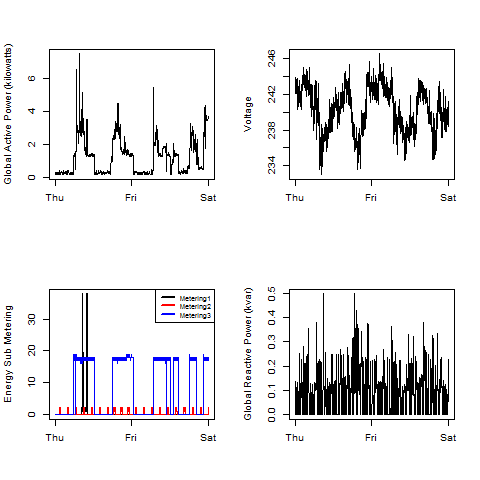 Global Active Power (kilowatts)
0 2 4 6
Thu Fri Sat
Voltage
234 238 242 246
Thu Fri Sat
Energy Sub Metering
0 10 20 30
Metering1
Metering2
Metering3
Thu Fri Sat
Global Reactive Power (kvar)
0.0 0.1 0.2 0.3 0.4 0.5
Thu Fri Sat